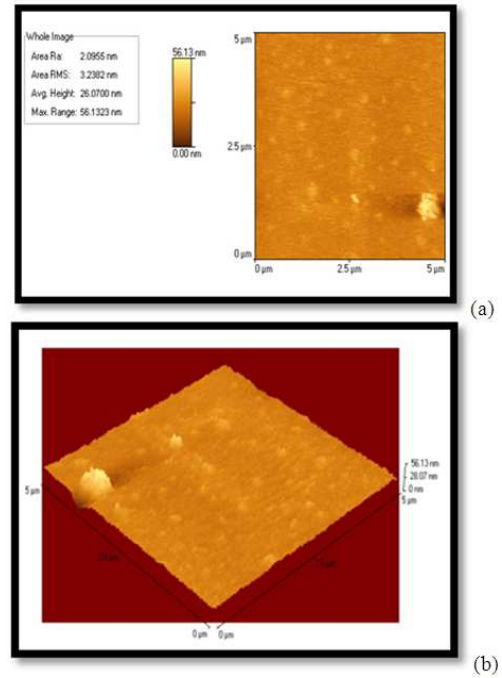 Whole Image
Area Ra: 2.0955 nm
Area RMS: 3.2382 nm
Avg. Height: 26.0700 nm
Max. Range: 56.1323 nm
56.13 nm
0.00 nm
5 µm
2.5 µm
0 µm
0 µm 2.5 µm 5 µm
(a)
56.13 nm
28.07 nm
0 nm
5 µm
5 µm
0 µm 0 µm
(b)